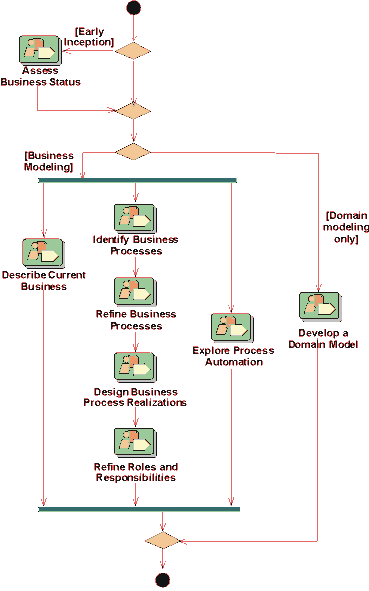 [Early
Inception]
Assess
Business Status
[Business
Modeling]
[Domain
modeling
only]
Identify Business
Processes
Describe Current
Business
Refine Business
Processes
Explore Process
Automation
Develop a
Domain Model
Design Business
Process Realizations
Refine Roles and
Responsibilities